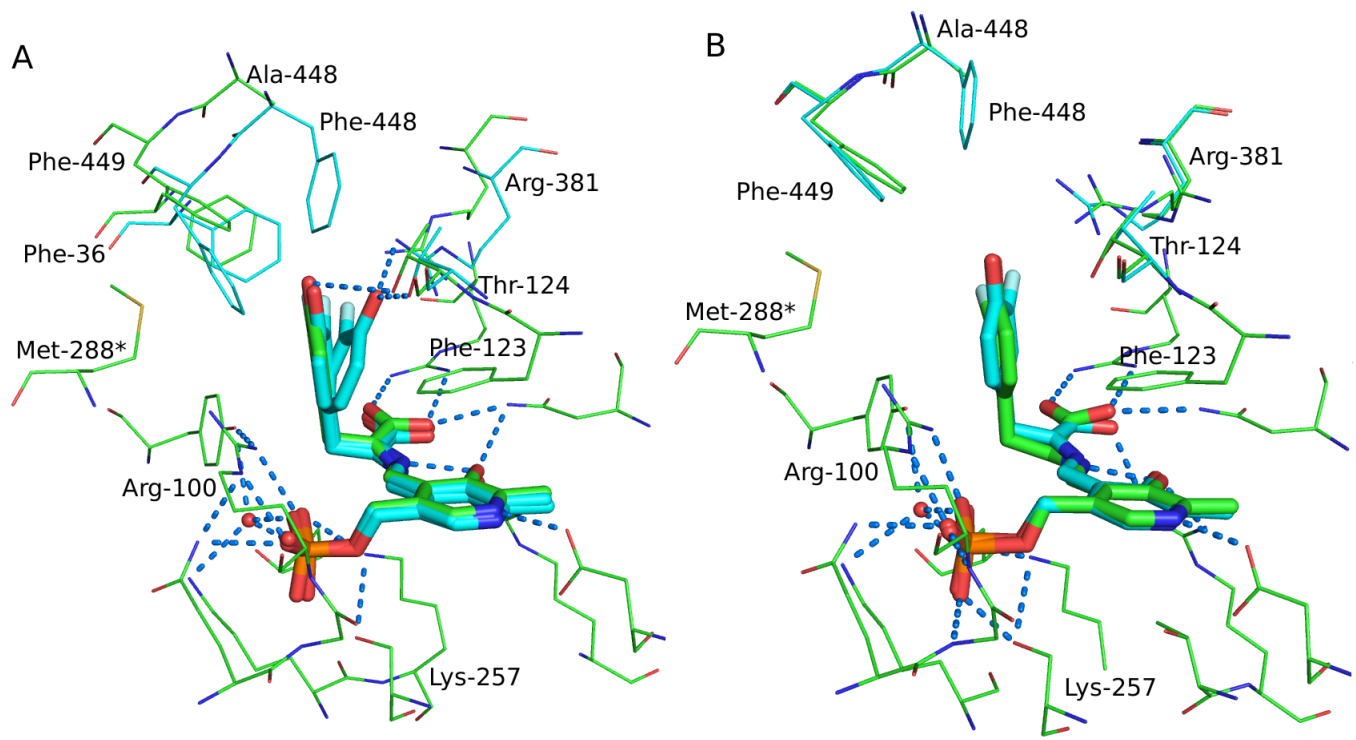 A
Ala-448
Phe-448
Phe-449
Arg-381
Phe-36
Thr-124
Met-288*
Phe-123
Arg-100
Lys-257
B
Ala-448
Phe-448
Arg-381
Phe-449
Thr-124
Met-288*
Phe-123
Arg-100
Lys-257